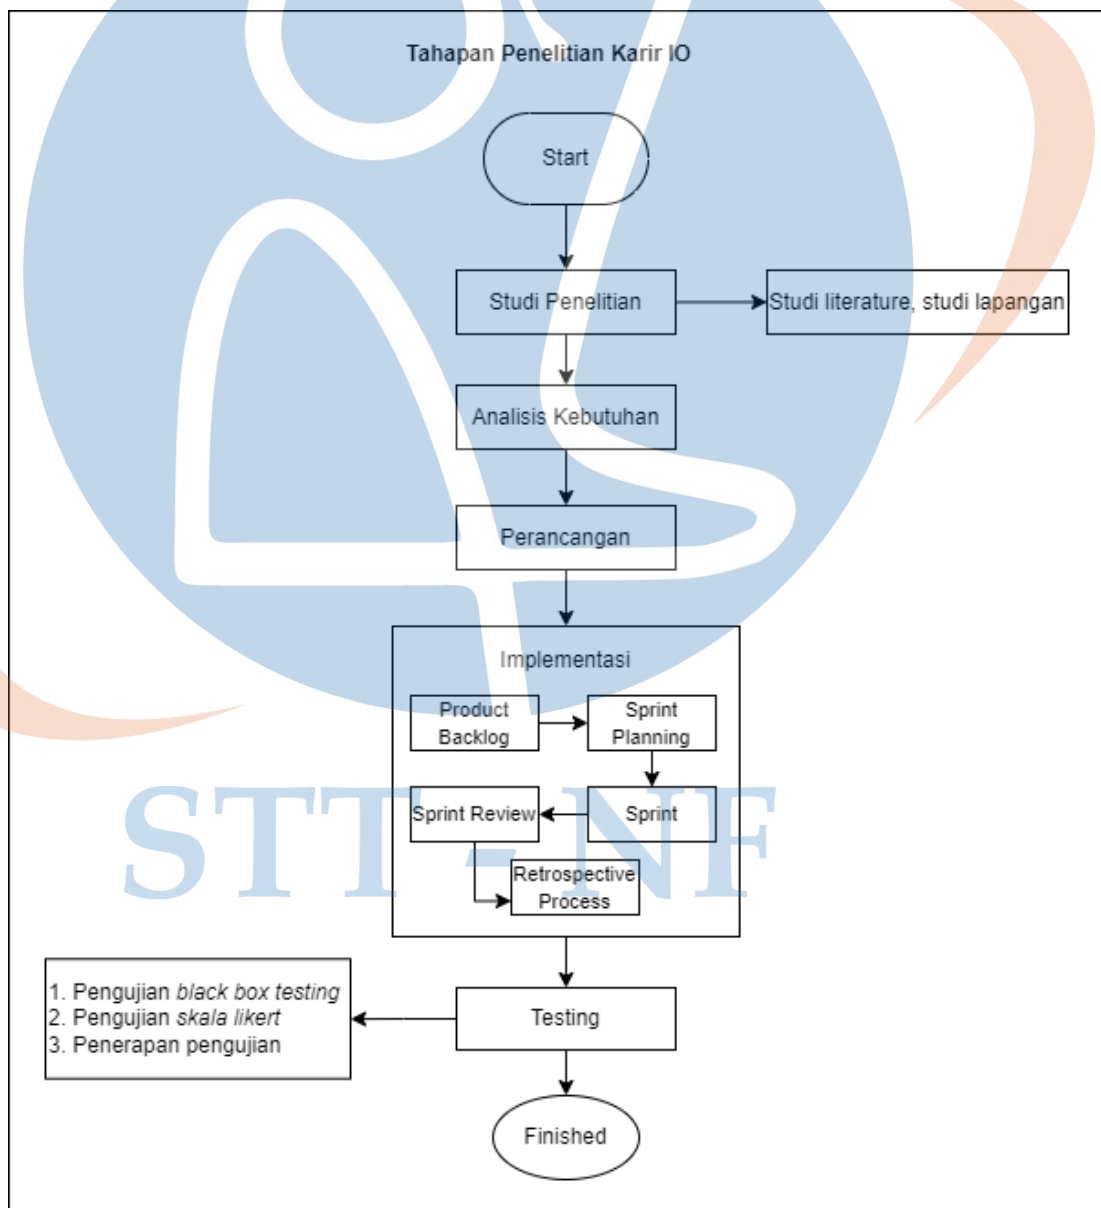 Tahapan Penelitian Karir IO
Start
Studi Penelitian
Studi literature, studi lapangan
Analisis Kebutuhan
Perancangan
Implementasi
Product
Backlog
Sprint
Planning
Sprint Review
Sprint
Retrospective
Process
1. Pengujian black box testing
2. Pengujian skala likert
3. Penerapan pengujian
Testing
Finished
STT - NF